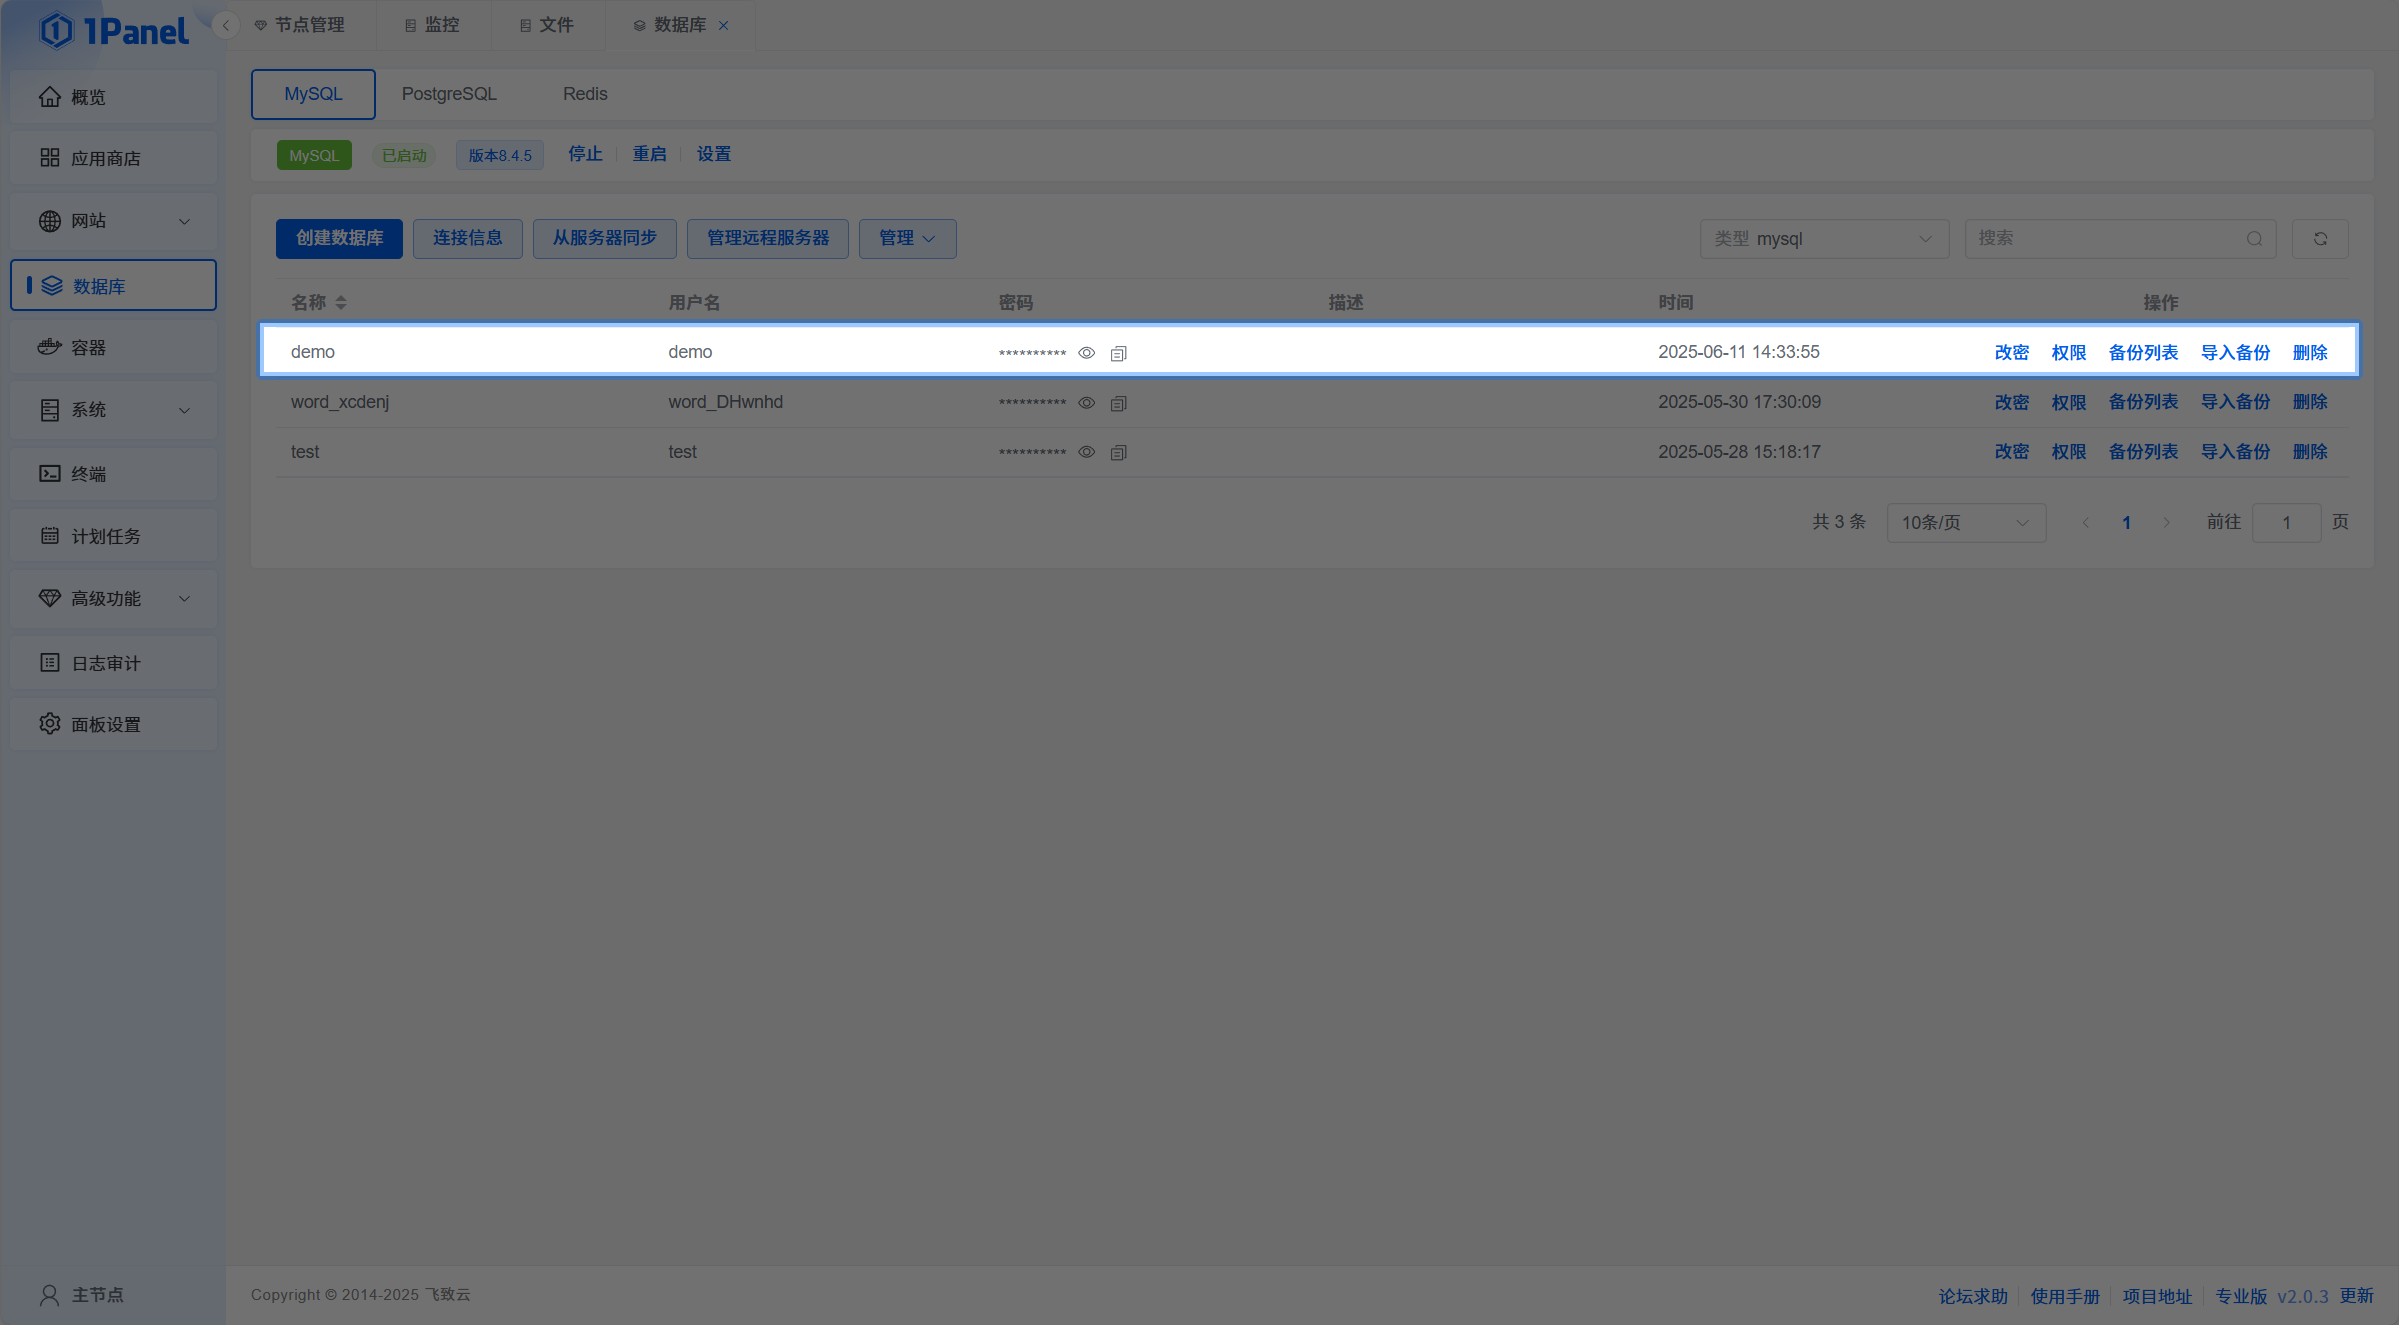 1Panel
节点管理 监控 文件 数据库
概览
应用商店
网站
数据库
容器
系统
终端
计划任务
高级功能
日志审计
面板设置
主节点
MySQL PostgreSQL Redis
MySQL 已启动 版本8.4.5 停止 重启 设置
创建数据库 连接信息 从服务器同步 管理远程服务器 管理 类型 mysql 搜索
名称 用户名 密码 描述 时间 操作
demo demo ********** 2025-06-11 14:33:55 改密 权限 备份列表 导入备份 删除
word_xcdenj word_DHwnhd ********** 2025-05-30 17:30:09 改密 权限 备份列表 导入备份 删除
test test ********** 2025-05-28 15:18:17 改密 权限 备份列表 导入备份 删除
共 3 条 10条/页 1 前往 1 页
Copyright © 2014-2025 飞致云 论坛求助 使用手册 项目地址 专业版 v2.0.3 更新